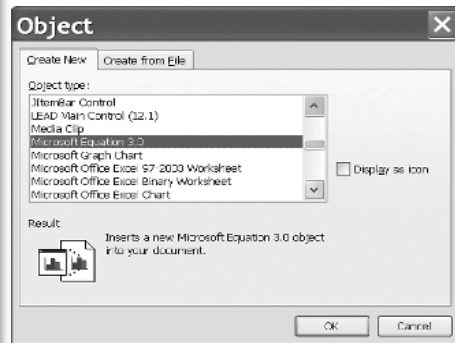 Object
Create New
Create from File
Object type:
JItemBar Control
LEAD Main Control (12.1)
Media Clip
Microsoft Equation 3.0
Microsoft Graph Chart
Microsoft Office Excel 97-2003 Worksheet
Microsoft Office Excel Binary Worksheet
Microsoft Office Excel Chart
Display as icon
Result
Inserts a new Microsoft Equation 3.0 object
into your document.
OK
Cancel